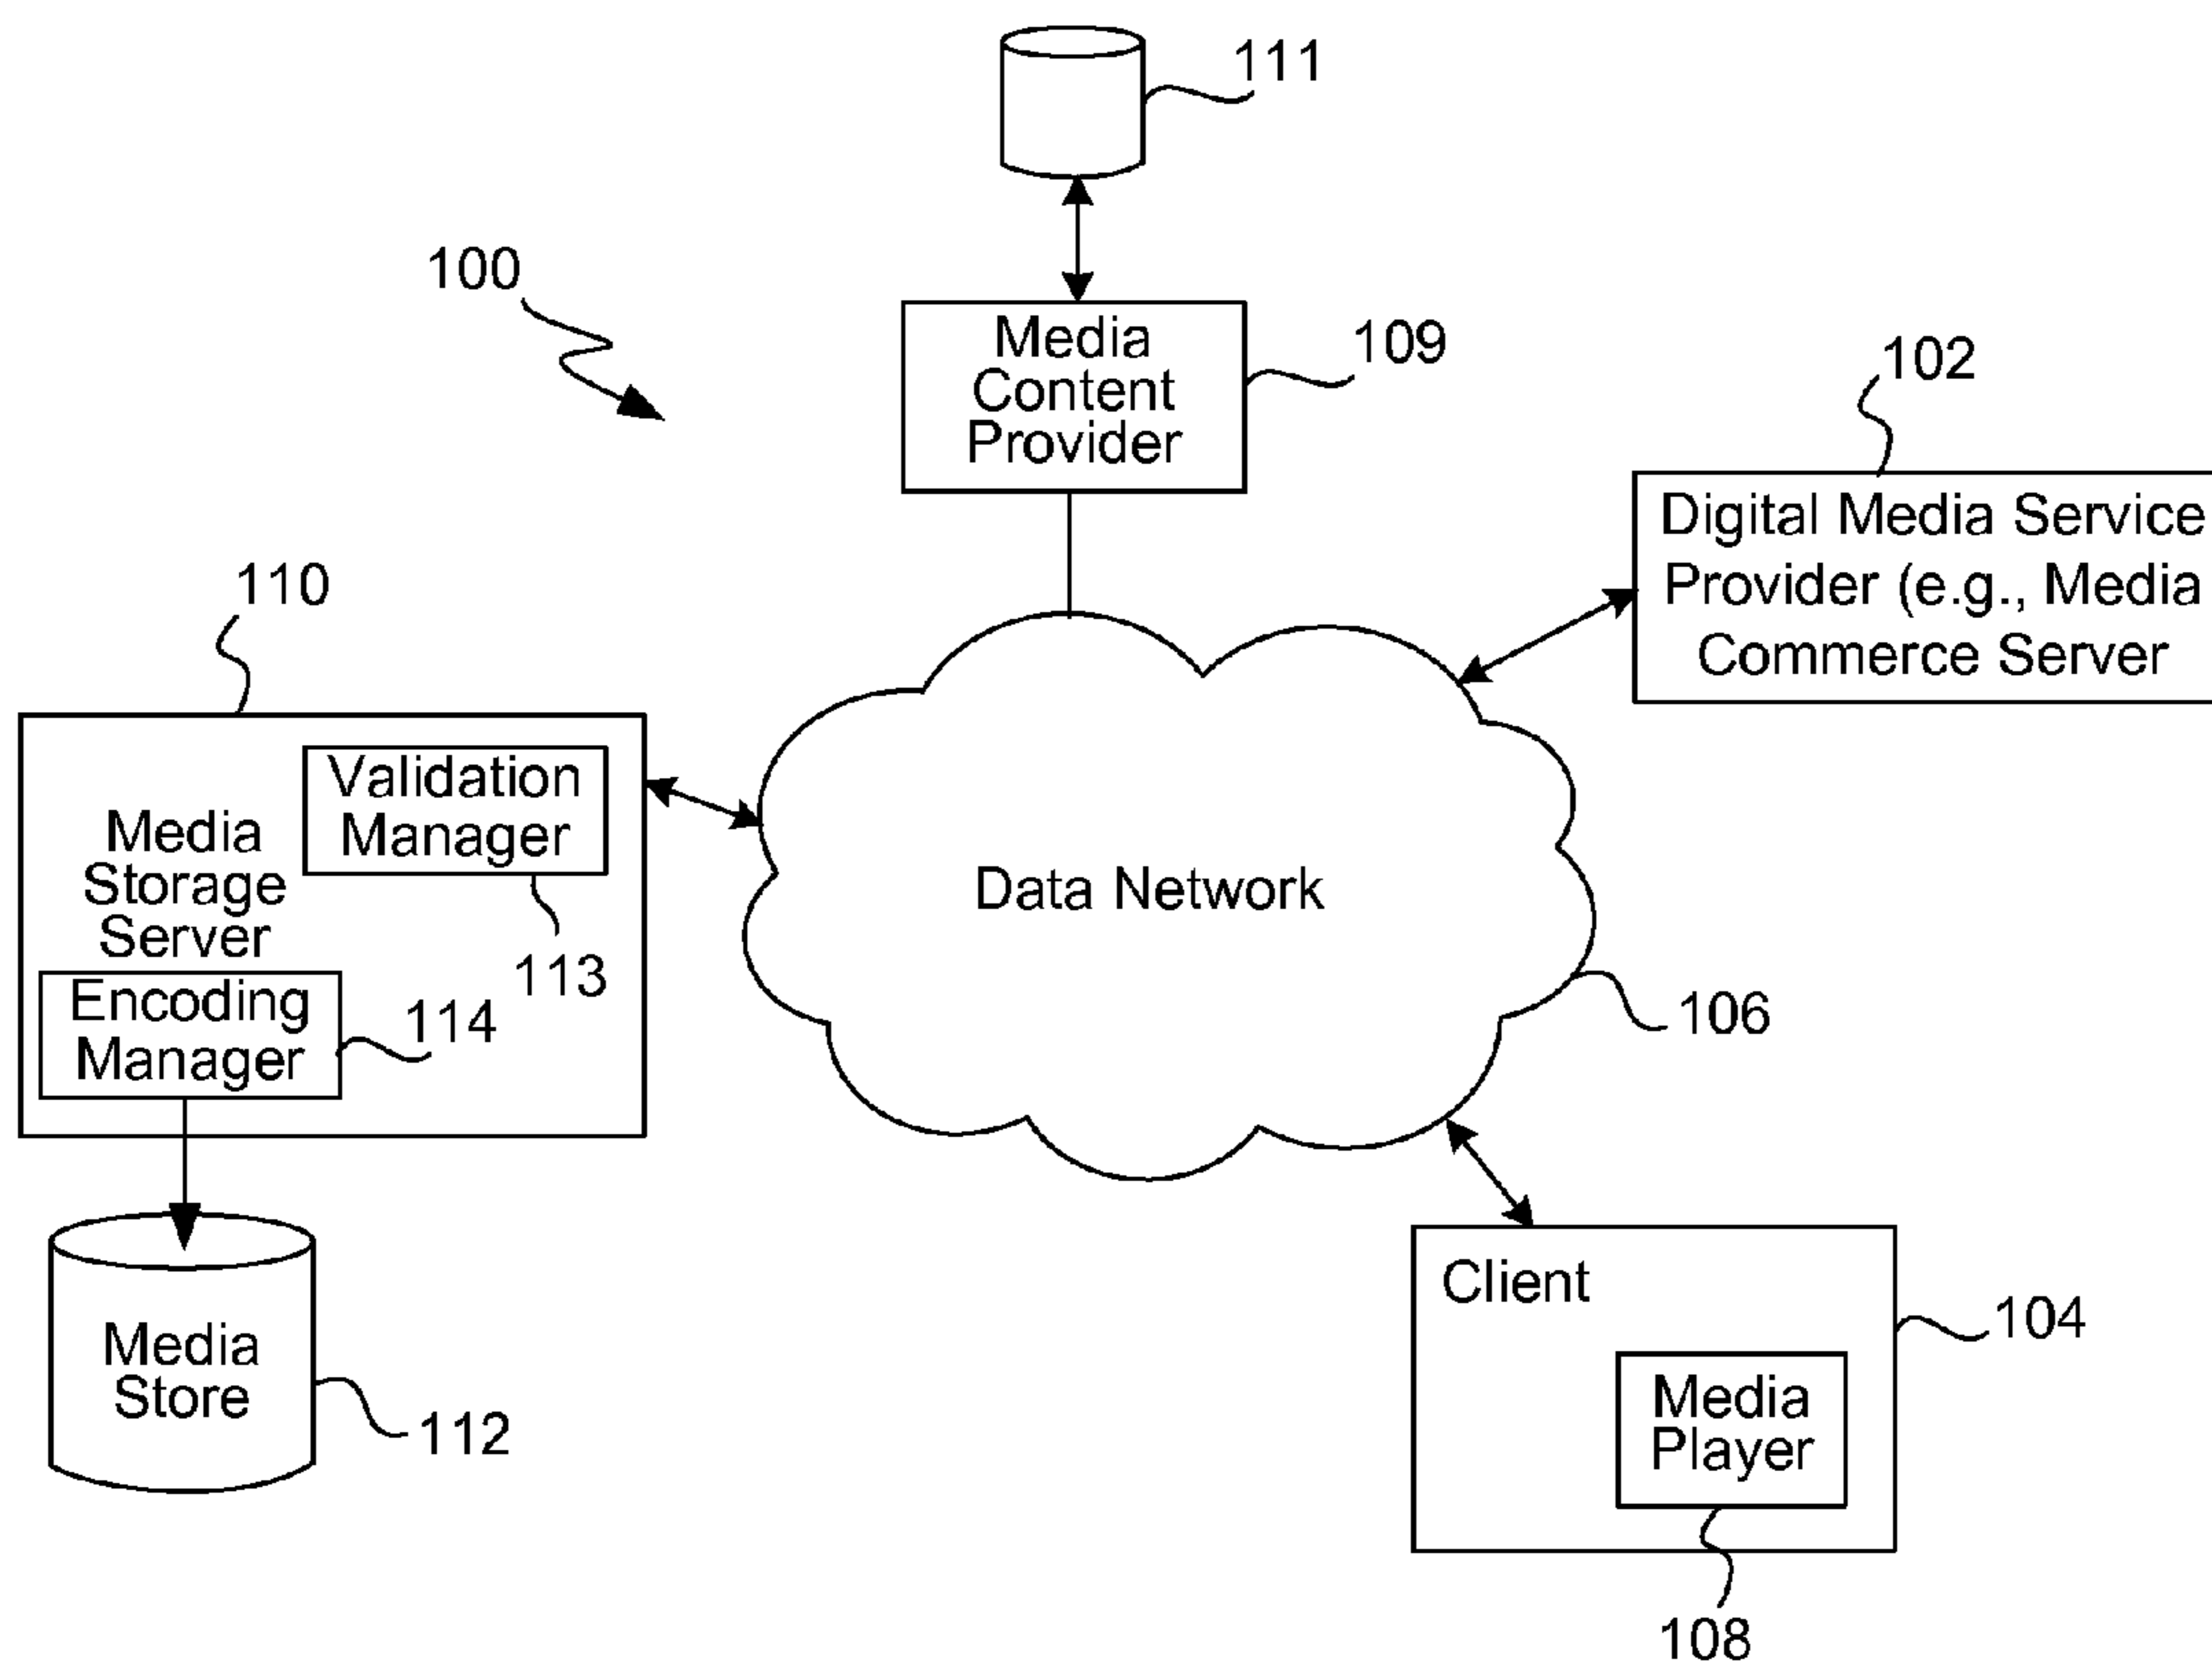 111
100
Media
Content
Provider
109
102
Digital Media Service
Provider (e.g., Media
Commerce Server
110
Validation
Manager
Media
Storage
Server
113
Encoding
Manager
114
Data Network
106
Media
Store
112
Client
104
Media
Player
108